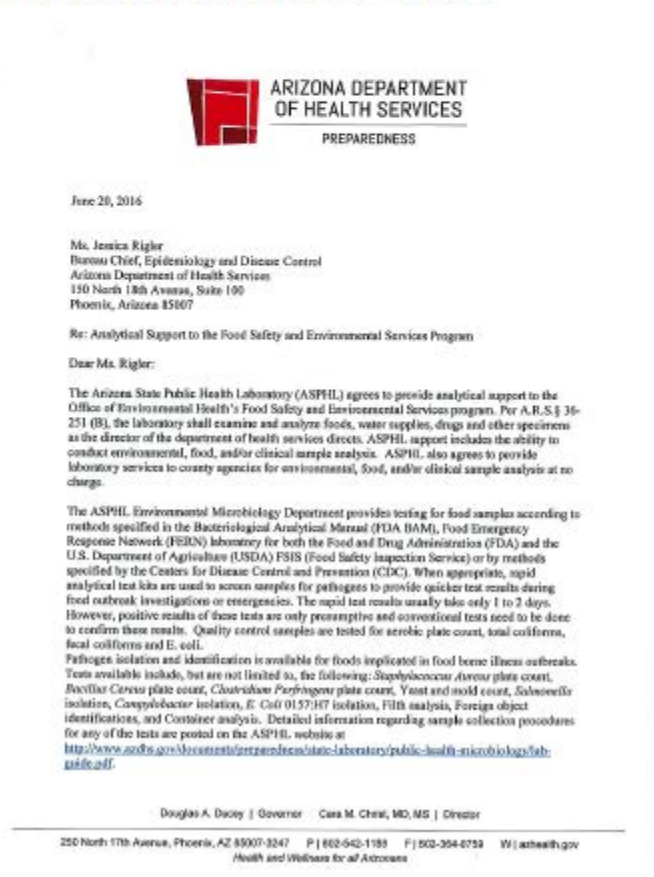 ARIZONA DEPARTMENT
OF HEALTH SERVICES
PREPAREDNESS
June 20, 2016
Ms. Jessica Rigler
Bureau Chief, Epidemiology and Disease Control
Arizona Department of Health Services
150 North 18th Avenue, Suite 100
Phoenix, Arizona 85007
Re: Analytical Support to the Food Safety and Environmental Services Program
Dear Ms. Rigler:
The Arizona State Public Health Laboratory (ASPHL) agrees to provide analytical support to the
Office of Environmental Health's Food Safety and Environmental Services program. Per A.R.S.§ 36-
251 (B), the laboratory shall examine and analyze foods, water supplies, drugs and other specimens
as the director of the department of health services directs. ASPHL support includes the ability to
conduct environmental, food, and/or clinical sample analysis. ASPHL also agrees to provide
laboratory services to county agencies for environmental, food, and/or clinical sample analysis at no
charge.
The ASPHL Environmental Microbiology Department provides testing for food samples according to
methods specified in the Bacteriological Analytical Manual (FDA BAM), Food Emergency
Response Network (FERN) laboratory for both the Food and Drug Administration (FDA) and the
U.S. Department of Agriculture (USDA) FSIS (Food Safety Inspection Service) or by methods
specified by the Centers for Disease Control and Prevention (CDC). When appropriate, rapid
analytical test kits are used to screen samples for pathogens to provide quicker test results during
food outbreak investigations or emergencies. The rapid test results usually take only 1 to 2 days.
However, positive results of these tests are only presumptive and conventional tests need to be done
to confirm these results. Quality control samples are tested for aerobic plate count, total coliforms,
fecal coliforms and E. coli.
Pathogen isolation and identification is available for foods implicated in food borne illness outbreaks.
Tests available include, but are not limited to, the following: Staphylococcus Aureus plate count,
Bacillus Cereus plate count, Clostridium Perfringens plate count, Yeast and mold count, Salmonella
isolation, Campylobacter isolation, E. Coli 0157:H7 isolation, Filth analysis, Foreign object
identifications, and Container analysis. Detailed information regarding sample collection procedures
for any of the tests are posted on the ASPHL website at
http://www.azdhs.gov/documents/preparedness/state-laboratory/public-health-microbiology/lab-
guide.pdf.
Douglas A. Ducey | Governor Cara M. Christ, MD, MS | Director
250 North 17th Avenue, Phoenix, AZ 85007-3247 P | 602-542-1188 F | 602-364-0759 W | azhealth.gov
Health and Wellness for all Arizonans